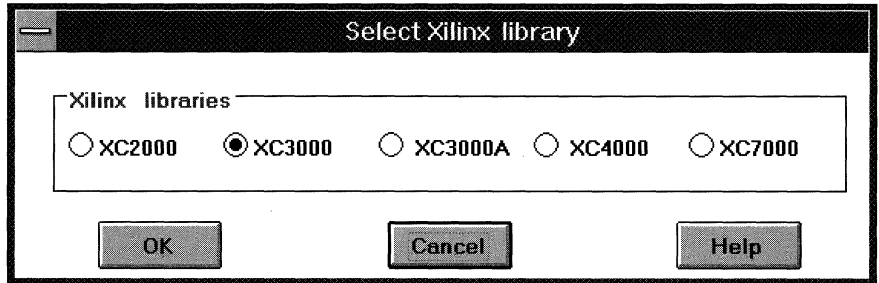 Select Xilinx library
Xilinx libraries
XC2000 XC3000 XC3000A XC4000 XC7000
OK Cancel Help